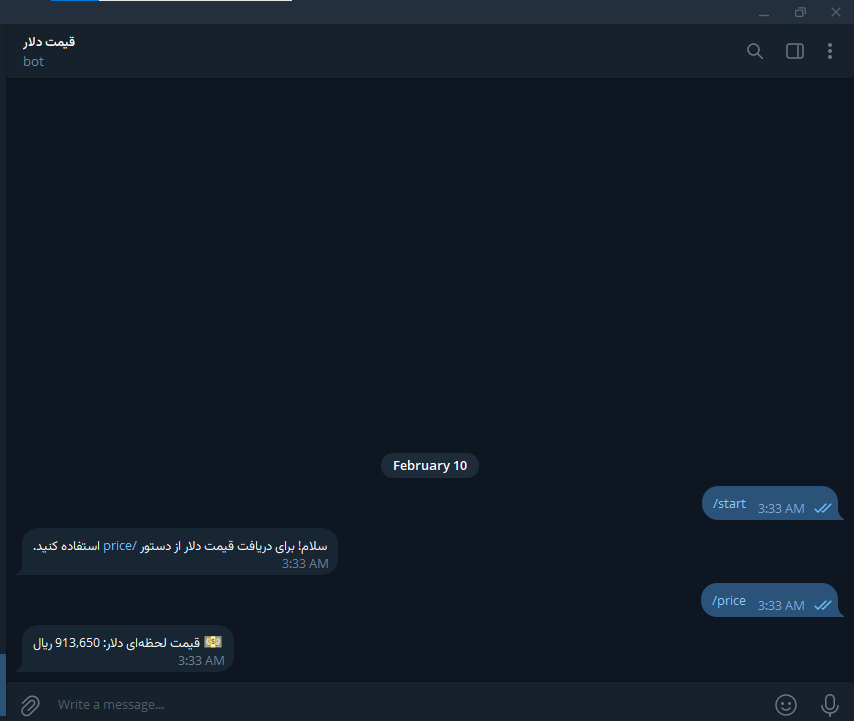 قیمت دلار
bot
February 10
/start 3:33 AM
سلام! برای دریافت قیمت دلار از دستور /price استفاده کنید.
3:33 AM
/price 3:33 AM
💵 قیمت لحظه‌ای دلار: 913,650 ریال
3:33 AM
Write a message...